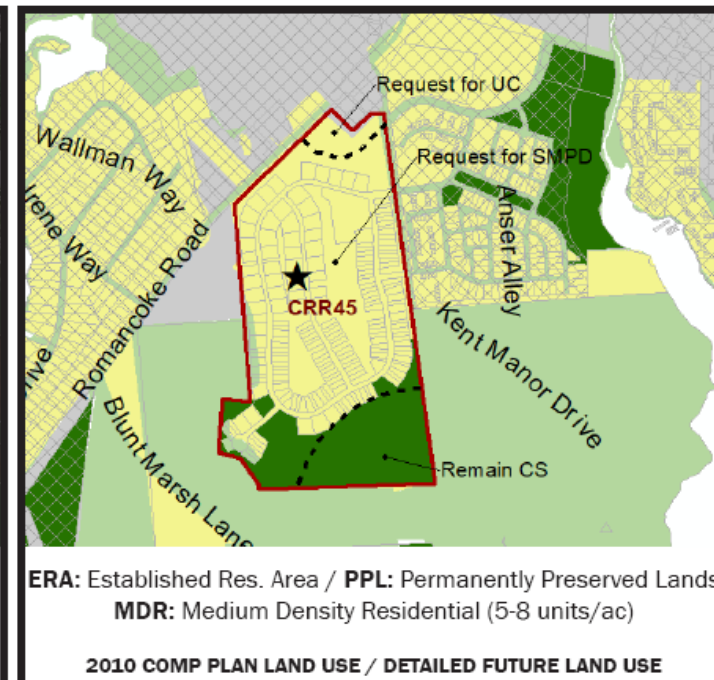 Request for UC
Wallman Way
Request for SMPD
Irene Way
Anser Alley
Romancoke Road
CRR45
Kent Manor Drive
Blunt Marsh Lane
Remain CS
ERA: Established Res. Area / PPL: Permanently Preserved Lands
MDR: Medium Density Residential (5-8 units/ac)
2010 COMP PLAN LAND USE / DETAILED FUTURE LAND USE